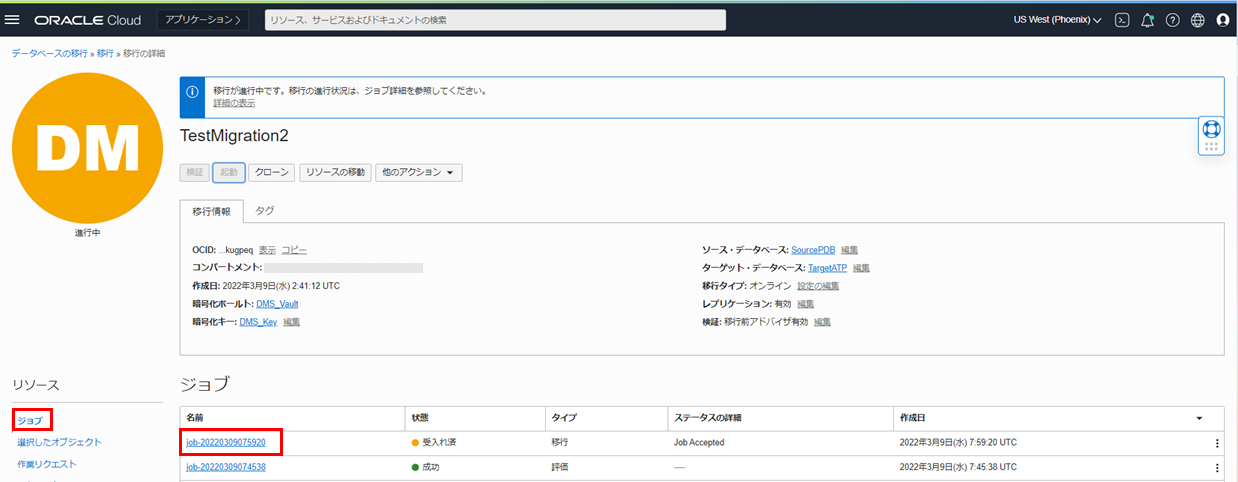 ORACLE Cloud アプリケーション リソース、サービスおよびドキュメントの検索 US West (Phoenix)
データベースの移行 » 移行 » 移行の詳細
DM
進行中
移行が進行中です。移行の進行状況は、ジョブ詳細を参照してください。
詳細の表示
TestMigration2
検証 起動 クローン リソースの移動 他のアクション
移行情報 タグ
OCID: ...kugpeq 表示 コピー
コンパートメント:
作成日: 2022年3月9日(水) 2:41:12 UTC
暗号化ボールト: DMS_Vault
暗号化キー: DMS_Key 編集
ソース・データベース: SourcePDB 編集
ターゲット・データベース: TargetATP 編集
移行タイプ: オンライン 設定の編集
レプリケーション: 有効 編集
検証: 移行前アドバイザ有効 編集
リソース
ジョブ
選択したオブジェクト
作業リクエスト
ジョブ
名前 状態 タイプ ステータスの詳細 作成日
job-20220309075920 受入れ済 移行 Job Accepted 2022年3月9日(水) 7:59:20 UTC
job-20220309074538 成功 評価 — 2022年3月9日(水) 7:45:38 UTC